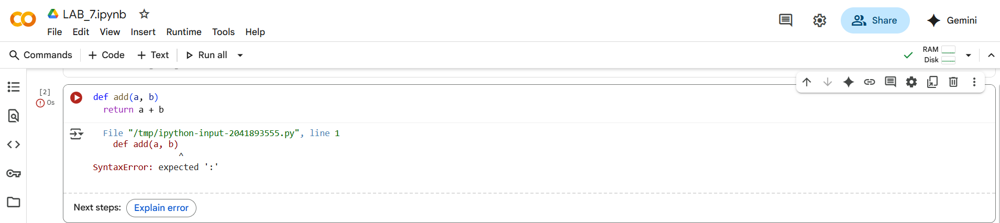 LAB_7.ipynb
File Edit View Insert Runtime Tools Help
Share
Gemini
Commands + Code + Text Run all
RAM
Disk
[2]
0s
def add(a, b)
  return a + b
File "/tmp/ipython-input-2041893555.py", line 1
    def add(a, b)
                 ^
SyntaxError: expected ':'
Next steps: Explain error